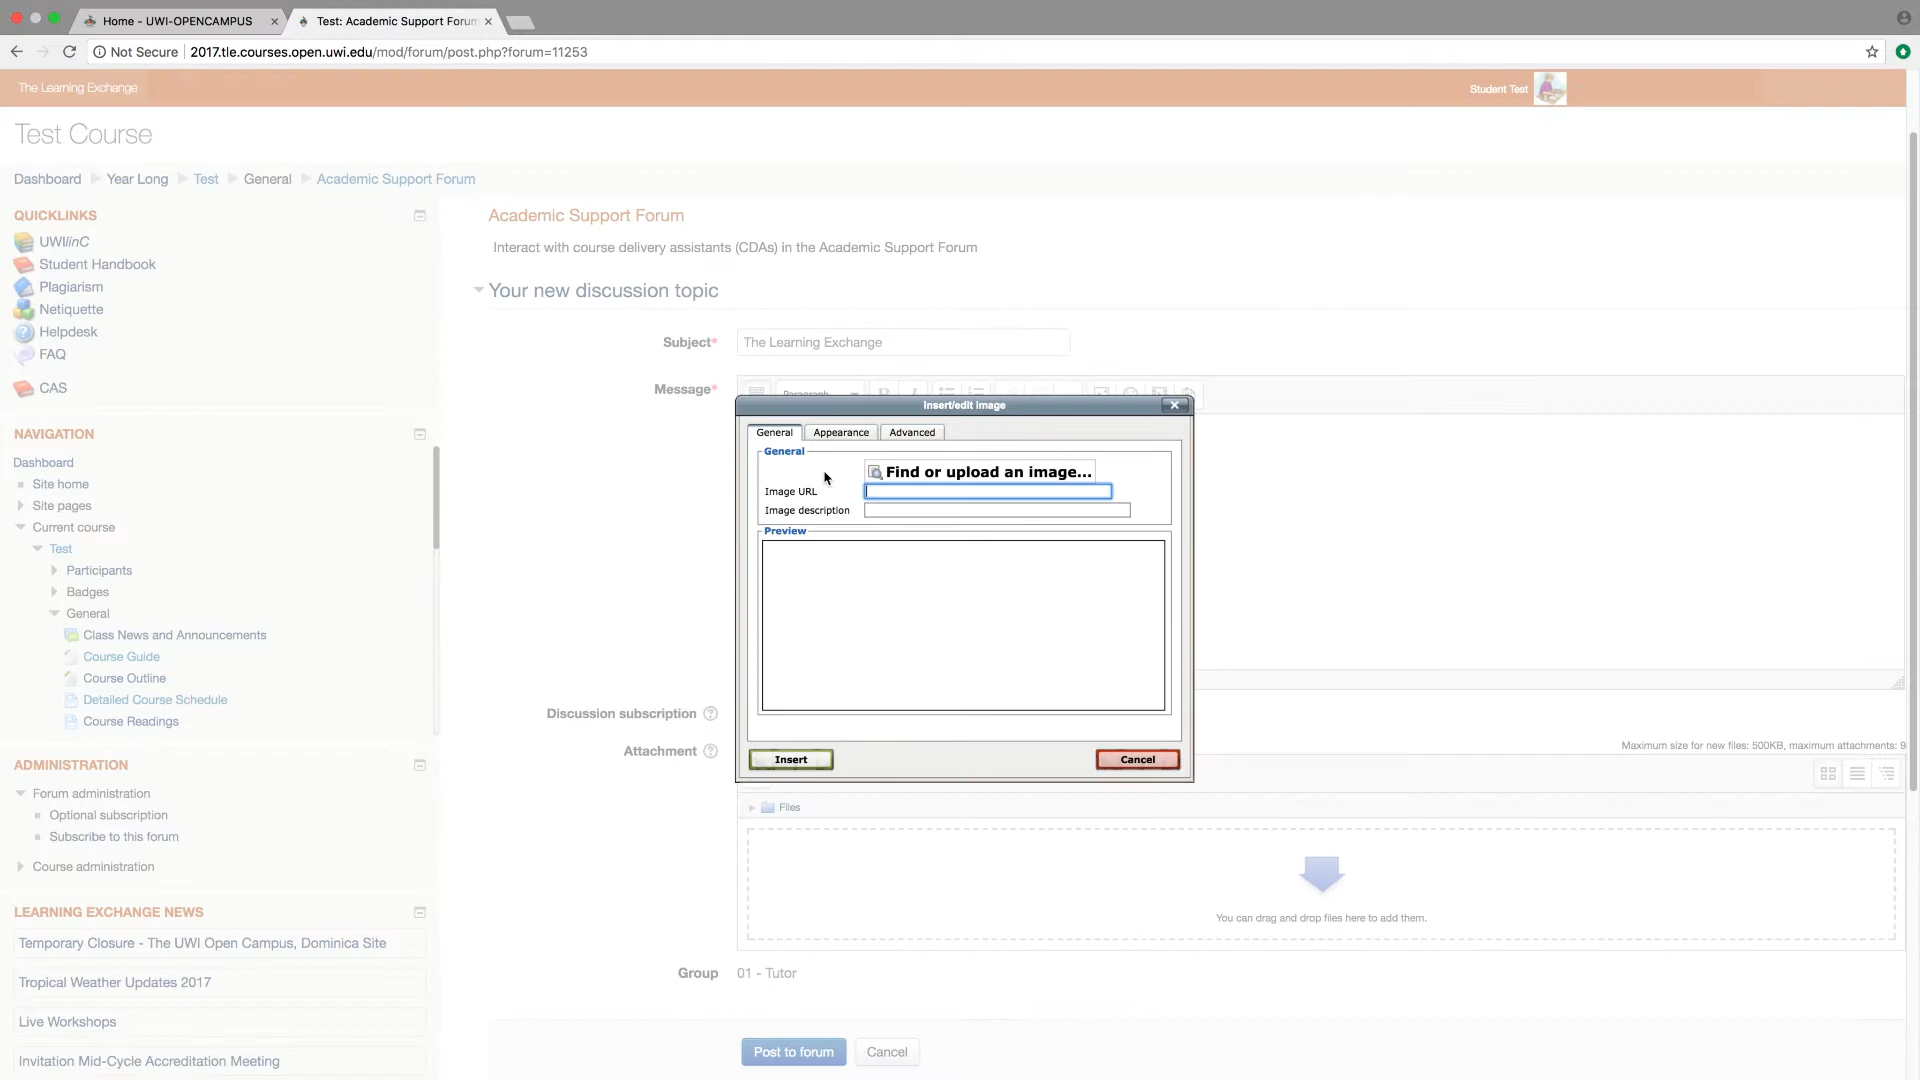 Home - UWI-OPENCAMPUS
Test: Academic Support Forum
Not Secure
2017.tle.courses.open.uwi.edu/mod/forum/post.php?forum=11253
The Learning Exchange
Student Test
Test Course
Dashboard Year Long Test General Academic Support Forum
QUICKLINKS
UWIlinC
Student Handbook
Plagiarism
Netiquette
Helpdesk
FAQ
CAS
NAVIGATION
Dashboard
Site home
Site pages
Current course
Test
Participants
Badges
General
Class News and Announcements
Course Guide
Course Outline
Detailed Course Schedule
Course Readings
ADMINISTRATION
Forum administration
Optional subscription
Subscribe to this forum
Course administration
LEARNING EXCHANGE NEWS
Temporary Closure - The UWI Open Campus, Dominica Site
Tropical Weather Updates 2017
Live Workshops
Invitation Mid-Cycle Accreditation Meeting
Academic Support Forum
Interact with course delivery assistants (CDAs) in the Academic Support Forum
Your new discussion topic
Subject* The Learning Exchange
Message*
Paragraph
Insert/edit image
General Appearance Advanced
General
Find or upload an image...
Image URL
Image description
Preview
Insert Cancel
Discussion subscription
Attachment
Maximum size for new files: 500KB, maximum attachments: 9
Files
You can drag and drop files here to add them.
Group 01 - Tutor
Post to forum Cancel